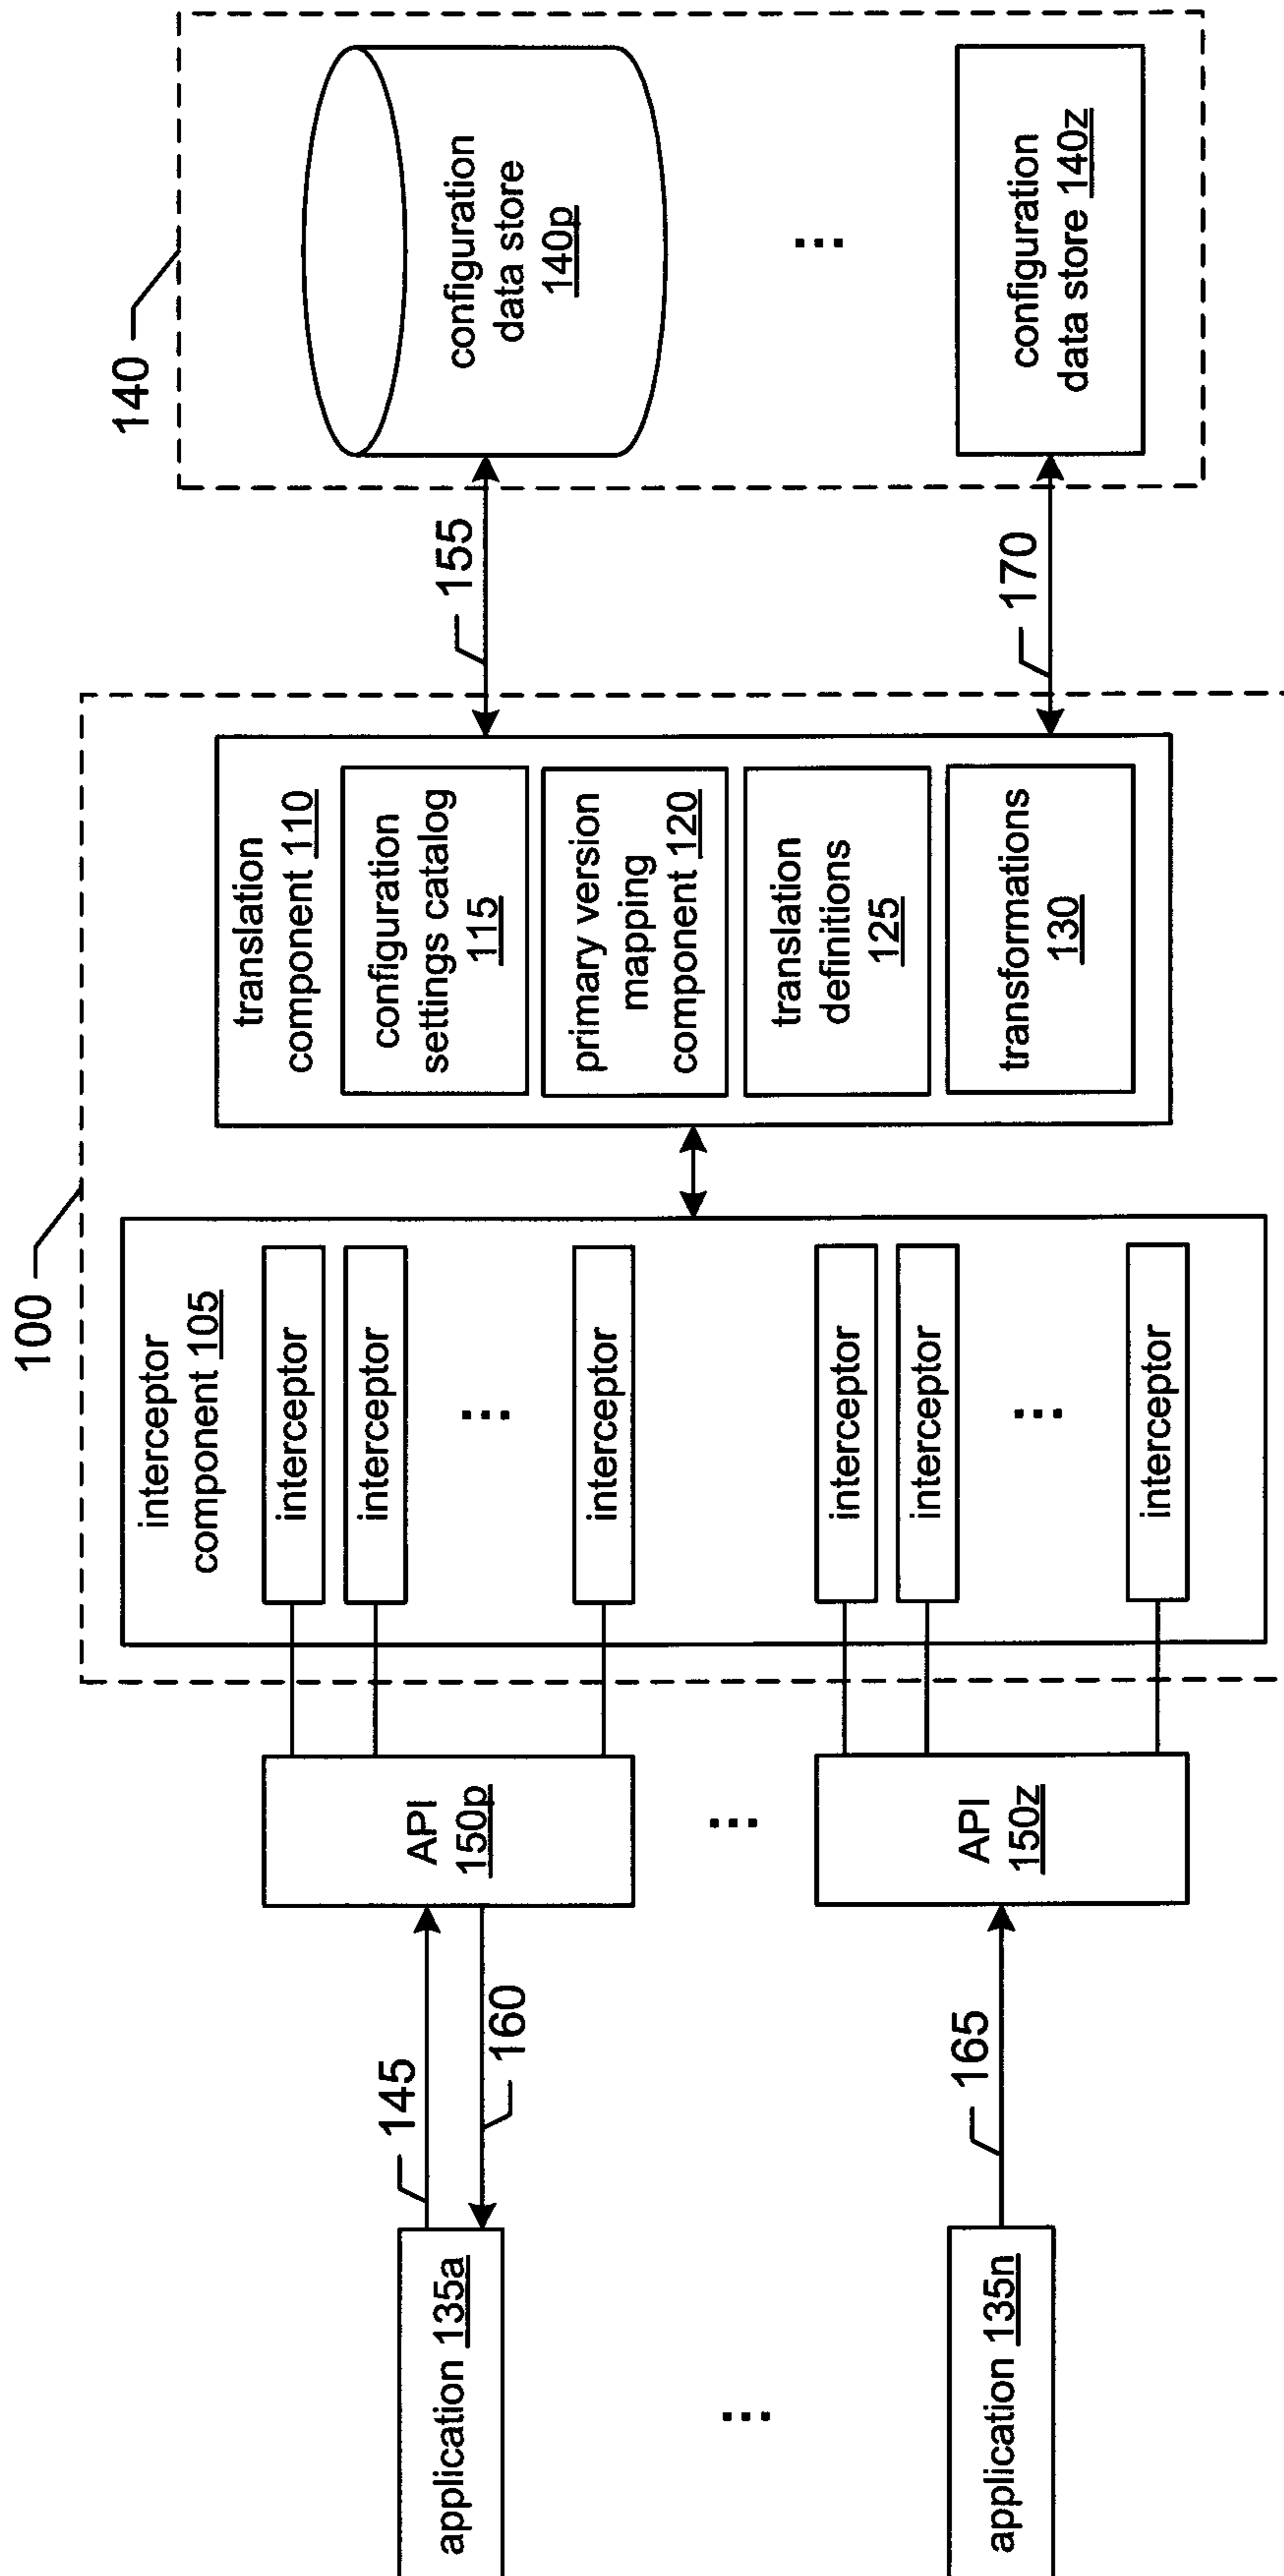 100
140
interceptor
component 105
interceptor
interceptor
...
interceptor
interceptor
interceptor
...
interceptor
translation
component 110
configuration
settings catalog
115
primary version
mapping
component 120
translation
definitions
125
transformations
130
application 135a
...
application 135n
145
160
165
API
150p
...
API
150z
155
170
configuration
data store
140p
...
configuration
data store 140z